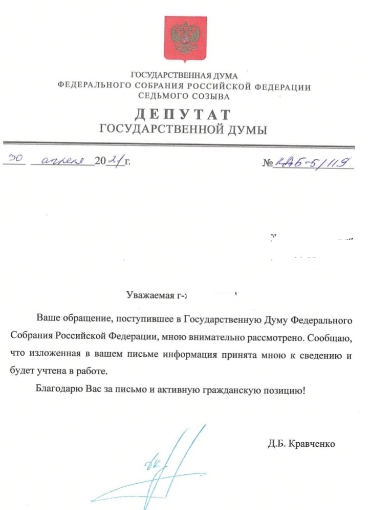 ГОСУДАРСТВЕННАЯ ДУМА
ФЕДЕРАЛЬНОГО СОБРАНИЯ РОССИЙСКОЙ ФЕДЕРАЦИИ
СЕДЬМОГО СОЗЫВА
ДЕПУТАТ
ГОСУДАРСТВЕННОЙ ДУМЫ
30 апреля 2021 г.
№ КДБ-5/119
Уважаемая г-
Ваше обращение, поступившее в Государственную Думу Федерального
Собрания Российской Федерации, мною внимательно рассмотрено. Сообщаю,
что изложенная в вашем письме информация принята мною к сведению и
будет учтена в работе.
Благодарю Вас за письмо и активную гражданскую позицию!
Д.Б. Кравченко